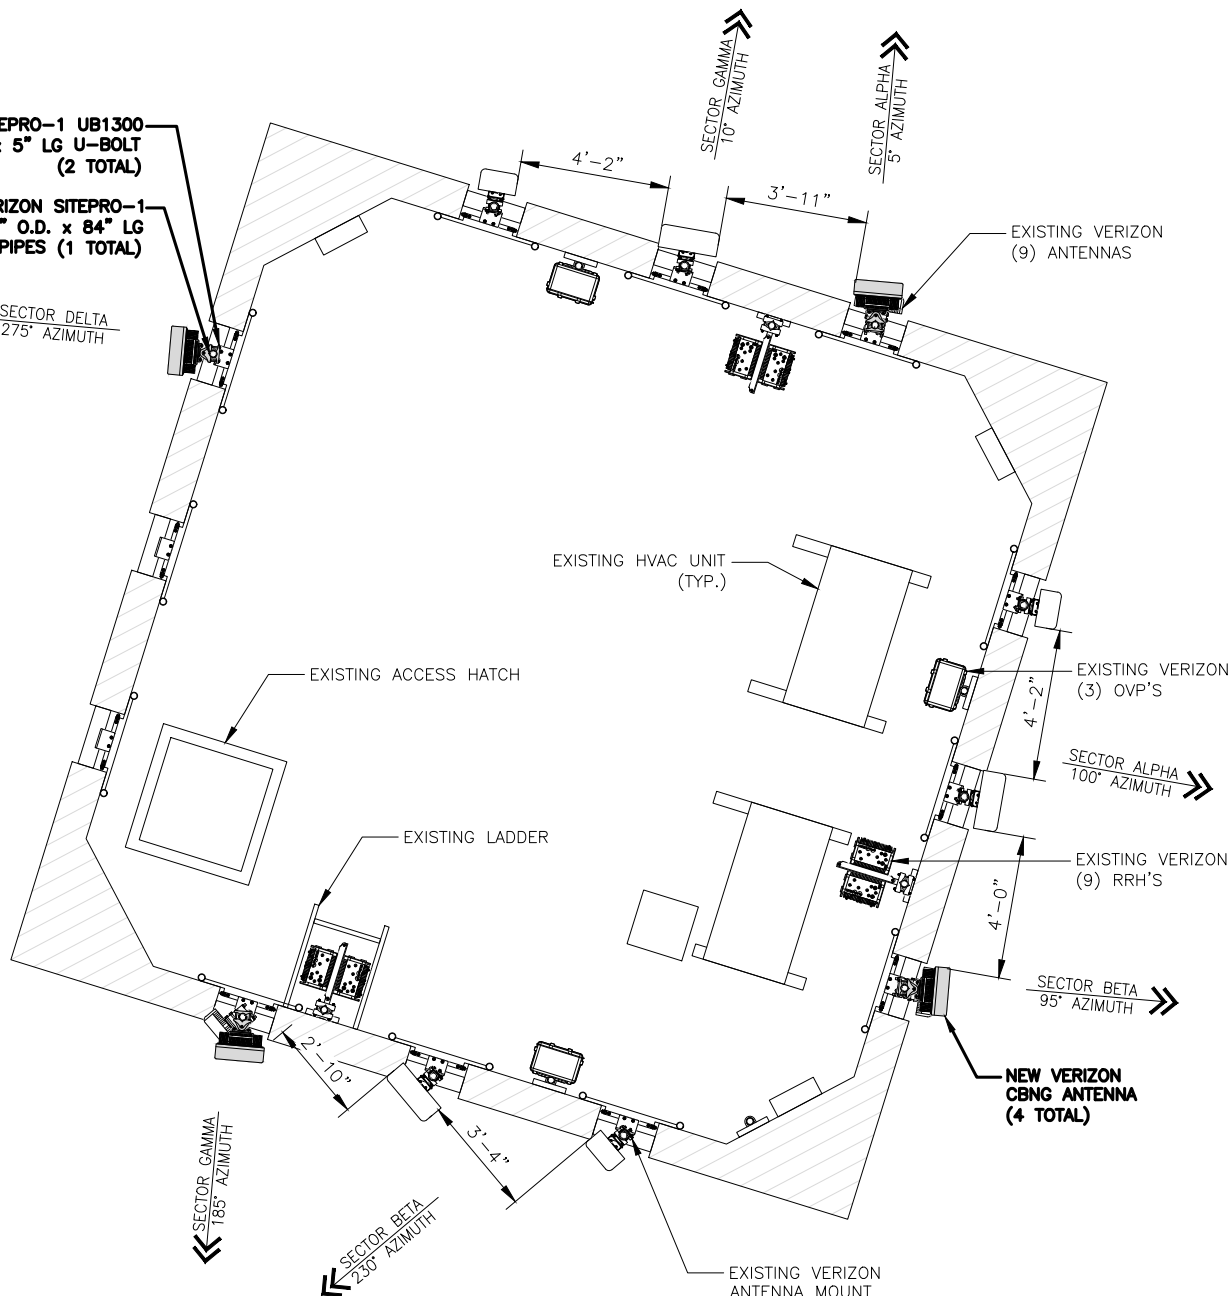 SECTOR GAMMA
10° AZIMUTH
SECTOR ALPHA
5° AZIMUTH
EPRO-1 UB1300
5" LG U-BOLT
(2 TOTAL)
RIZON SITEPRO-1
" O.D. x 84" LG
PIPES (1 TOTAL)
SECTOR DELTA
275° AZIMUTH
4'-2"
3'-11"
EXISTING VERIZON
(9) ANTENNAS
EXISTING HVAC UNIT
(TYP.)
EXISTING ACCESS HATCH
EXISTING VERIZON
(3) OVP'S
4'-2"
SECTOR ALPHA
100° AZIMUTH
EXISTING LADDER
EXISTING VERIZON
(9) RRH'S
4'-0"
SECTOR BETA
95° AZIMUTH
NEW VERIZON
CBNG ANTENNA
(4 TOTAL)
2'-10"
3'-4"
SECTOR GAMMA
185° AZIMUTH
SECTOR BETA
230° AZIMUTH
EXISTING VERIZON
ANTENNA MOUNT